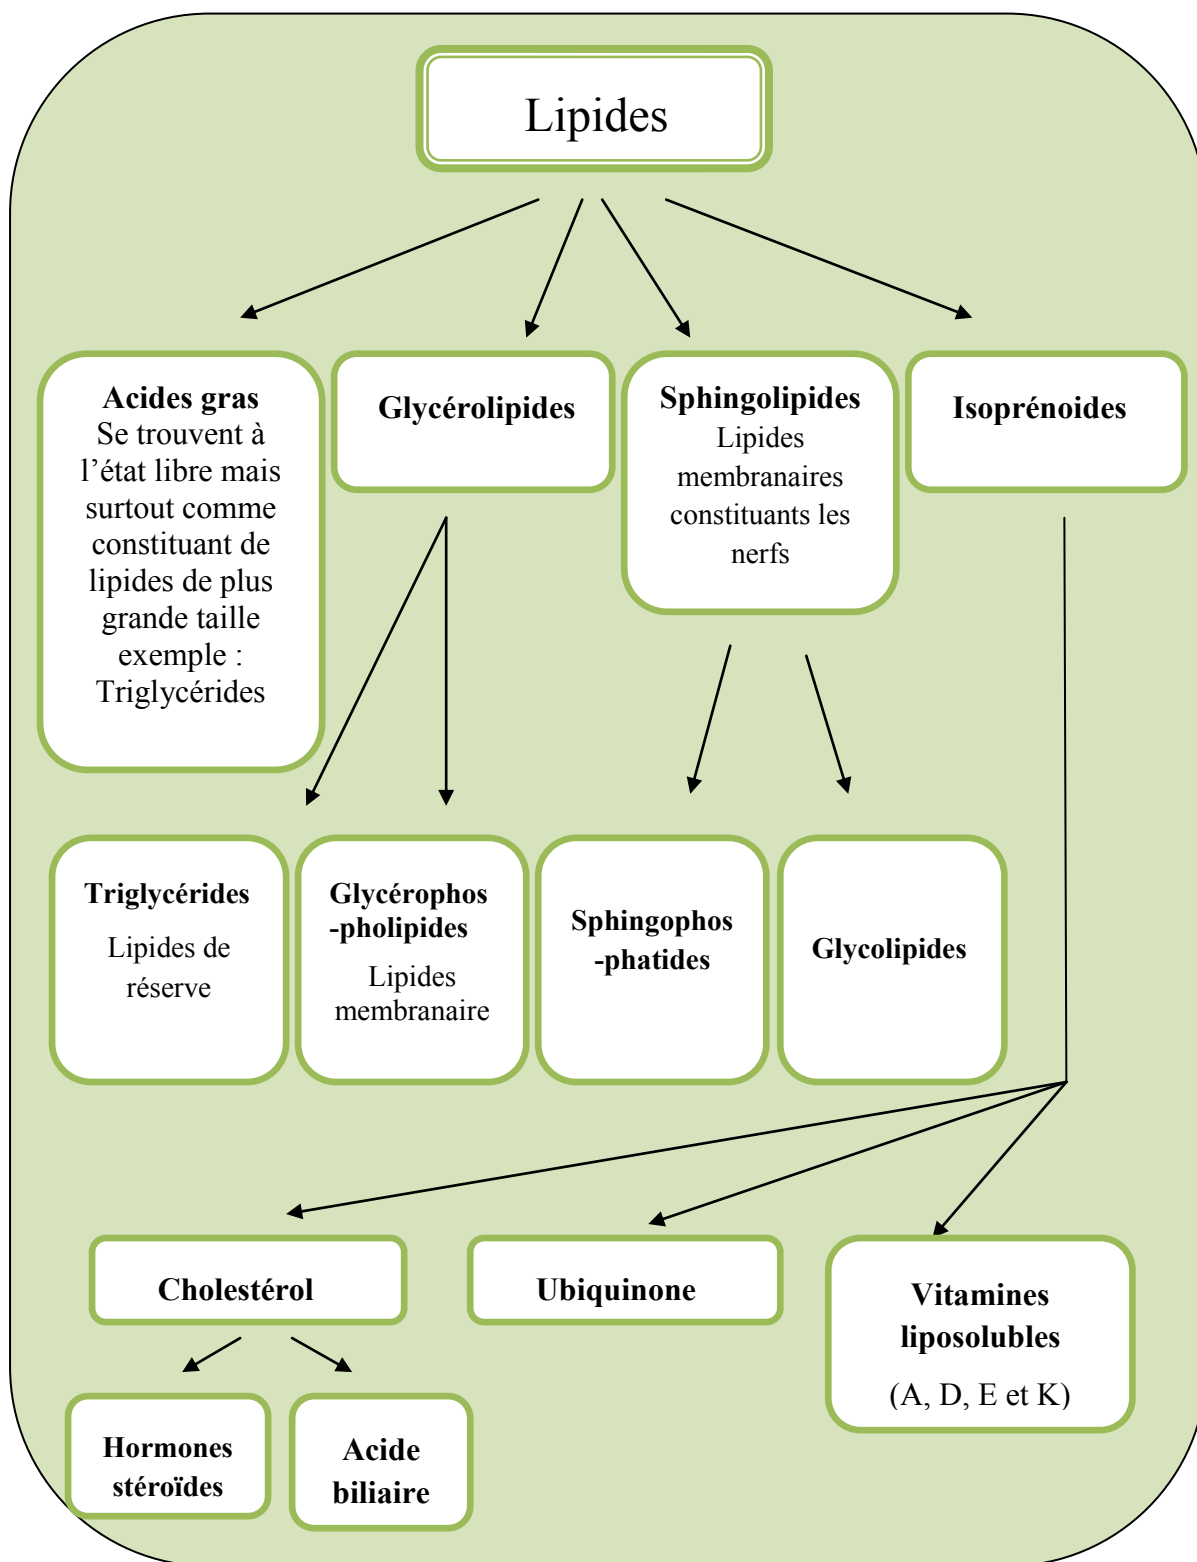 Lipides
Acides gras
Se trouvent à
l’état libre mais
surtout comme
constituant de
lipides de plus
grande taille
exemple :
Triglycérides
Glycérolipides
Sphingolipides
Lipides
membranaires
constituants les
nerfs
Isoprénoides
Triglycérides
Lipides de
réserve
Glycérophos
-pholipides
Lipides
membranaire
Sphingophos
-phatides
Glycolipides
Cholestérol
Ubiquinone
Vitamines
liposolubles
(A, D, E et K)
Hormones
stéroïdes
Acide
biliaire